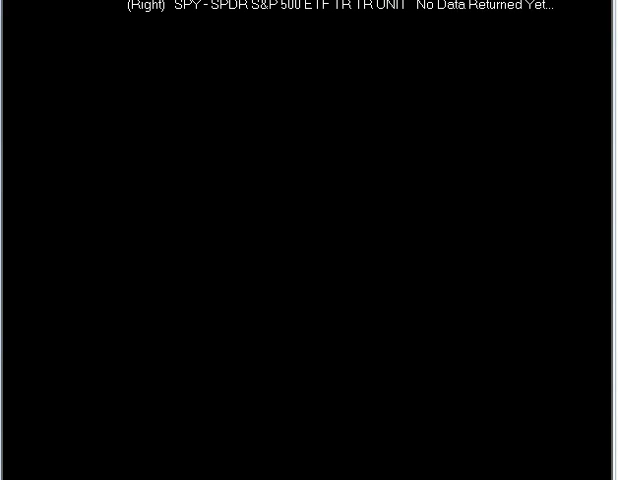 (Right) SPY - SPDR S&P 500 ETF TR TR UNIT No Data Returned Yet...